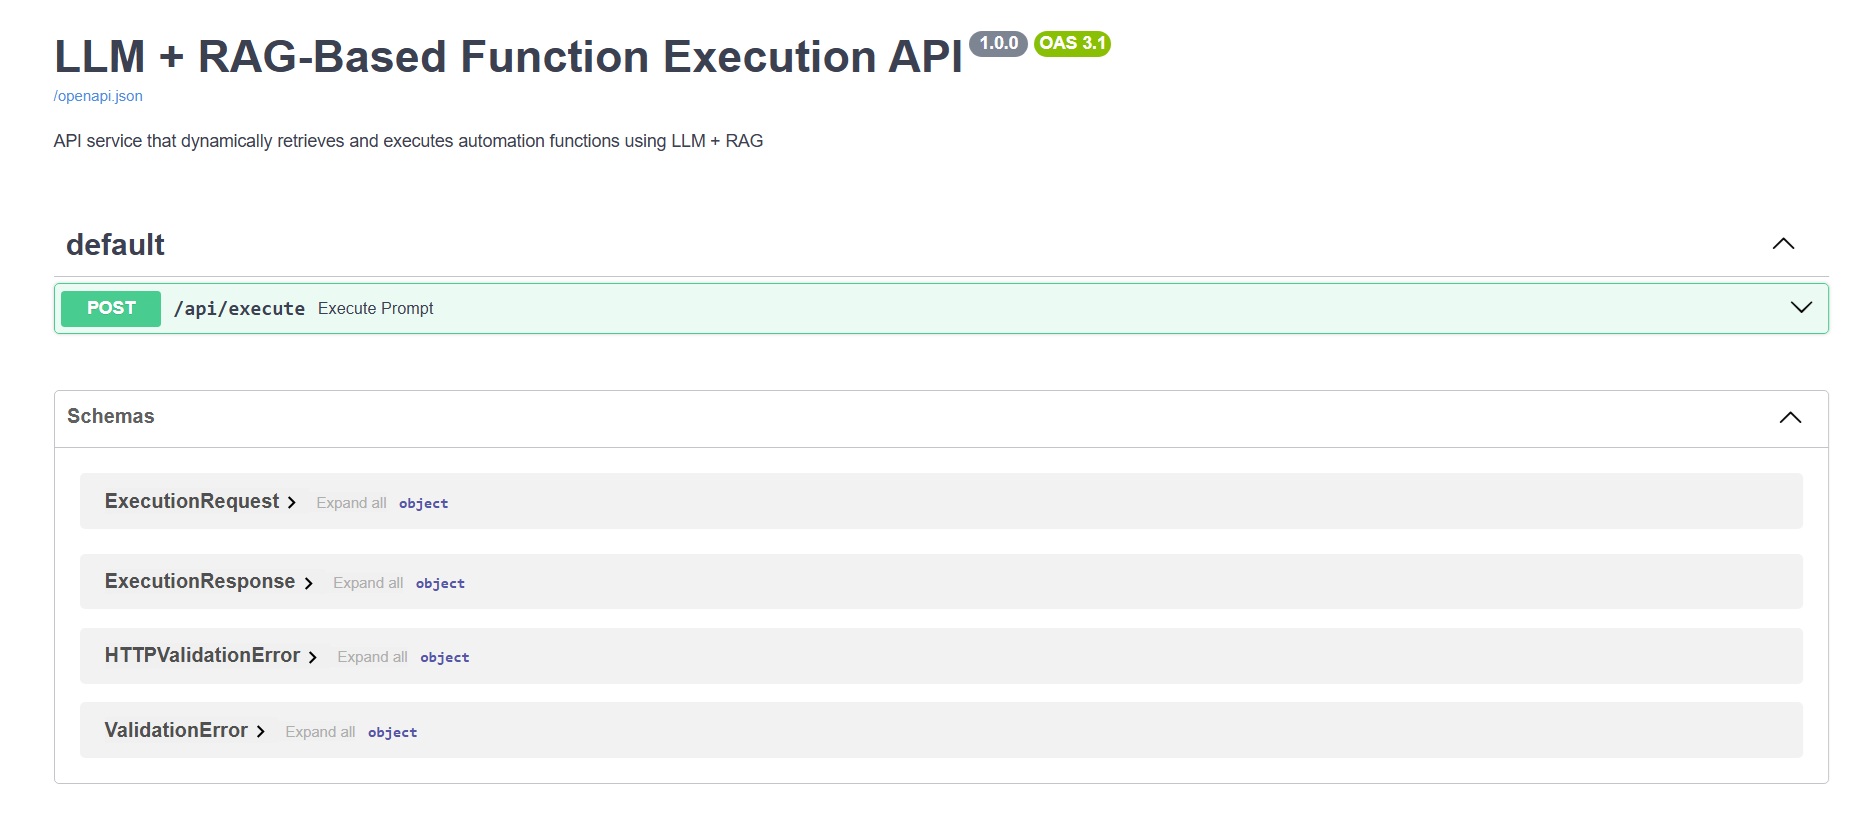 LLM + RAG-Based Function Execution API 1.0.0 OAS 3.1
/openapi.json
API service that dynamically retrieves and executes automation functions using LLM + RAG
default
POST /api/execute Execute Prompt
Schemas
ExecutionRequest Expand all object
ExecutionResponse Expand all object
HTTPValidationError Expand all object
ValidationError Expand all object